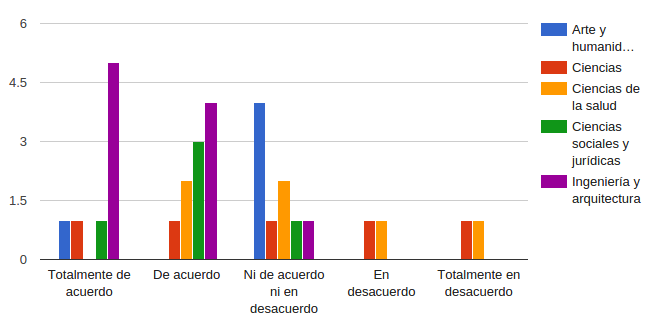 6
4.5
3
1.5
0
Totalmente de
acuerdo
De acuerdo
Ni de acuerdo
ni en
desacuerdo
En
desacuerdo
Totalmente en
desacuerdo
Arte y
humanid…
Ciencias
Ciencias de
la salud
Ciencias
sociales y
jurídicas
Ingeniería y
arquitectura